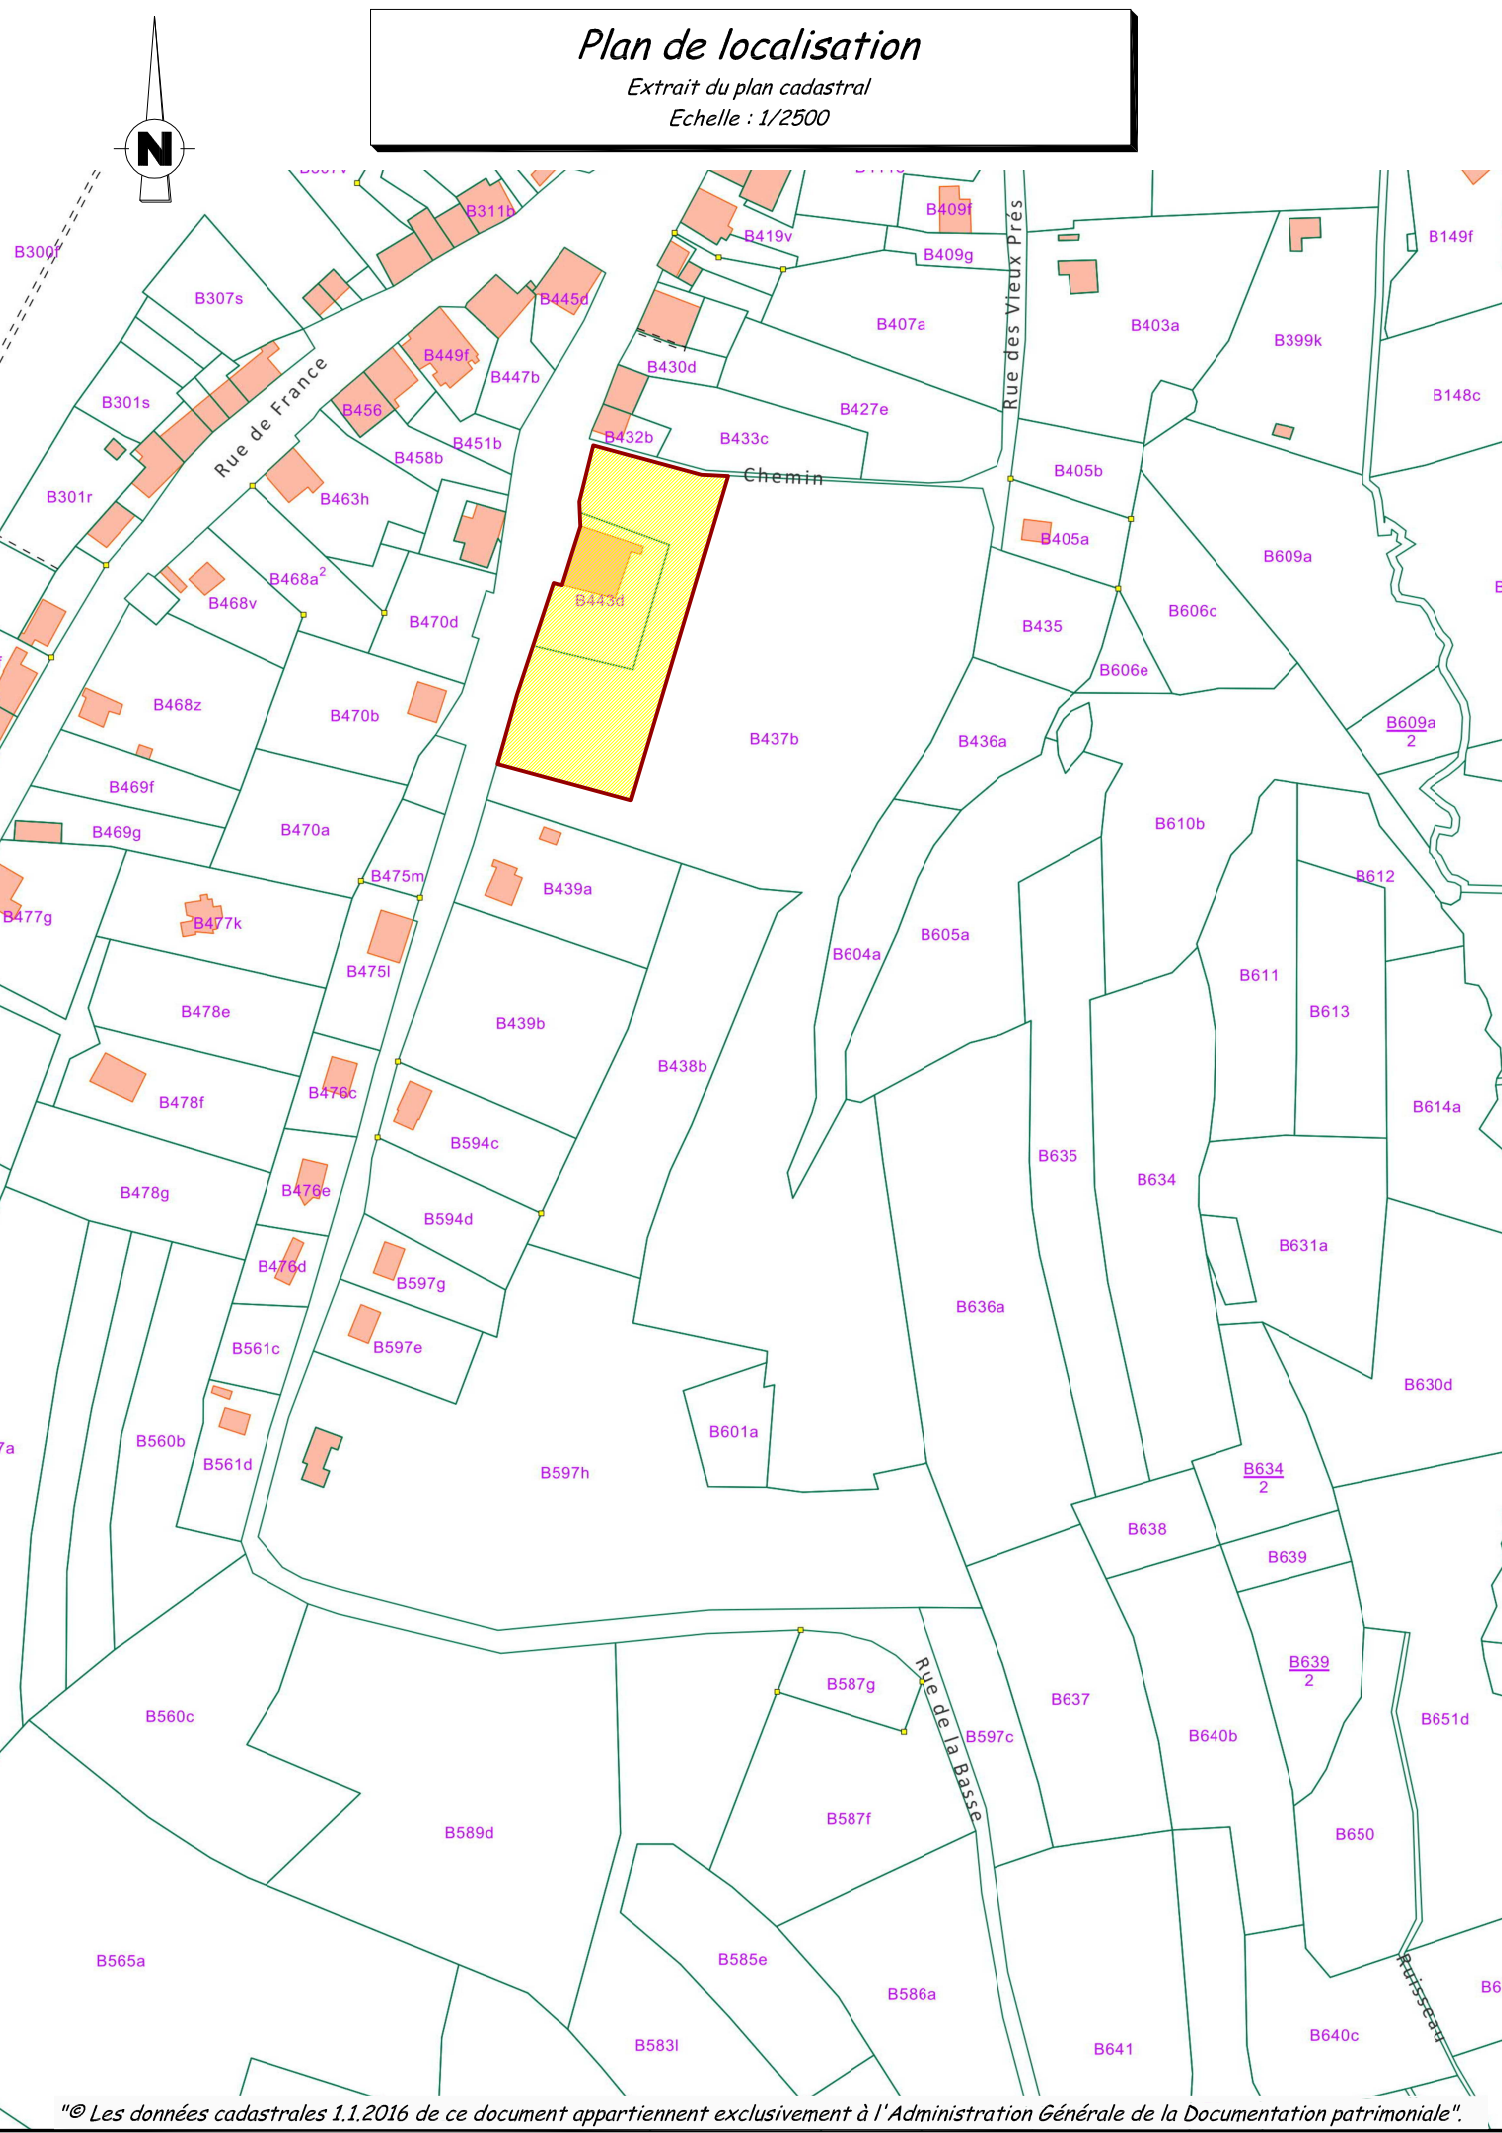 Plan de localisation
Extrait du plan cadastral
Echelle : 1/2500
N
B311b
B419v
B409f
B409g
B149f
B300f
B307s
B445d
B407a
B403a
B399k
B449f
B447b
B430d
B148c
B301s
B456
B427e
Rue de France
Rue des Vieux Prés
B432b
B433c
B451b
B458b
Chemin
B405b
B301r
B463h
B405a
B609a
B468a²
B468v
B443d
B470d
B435
B606c
B606e
B468z
B470b
B437b
B436a
B609a
2
B469f
B469g
B470a
B610b
B475m
B439a
B612
B477g
B477k
B605a
B604a
B475l
B611
B478e
B439b
B613
B438b
B476c
B478f
B614a
B594c
B635
B634
B478g
B476e
B594d
B631a
B476d
B597g
B636a
B561c
B597e
B630d
B601a
B560b
B561d
B597h
B634
2
7a
B638
B639
B639
2
B587g
B637
B560c
Rue de la Basse
B597c
B640b
B651d
B589d
B587f
B650
B565a
B585e
B586a
Ruisseau
B6
B583l
B641
B640c
"© Les données cadastrales 1.1.2016 de ce document appartiennent exclusivement à l'Administration Générale de la Documentation patrimoniale".